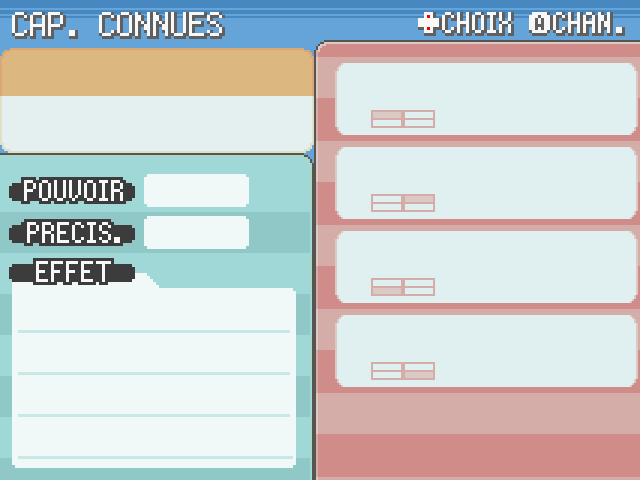 CAP. CONNUES
CHOIX ACHAN.
POUVOIR
PRECIS.
EFFET